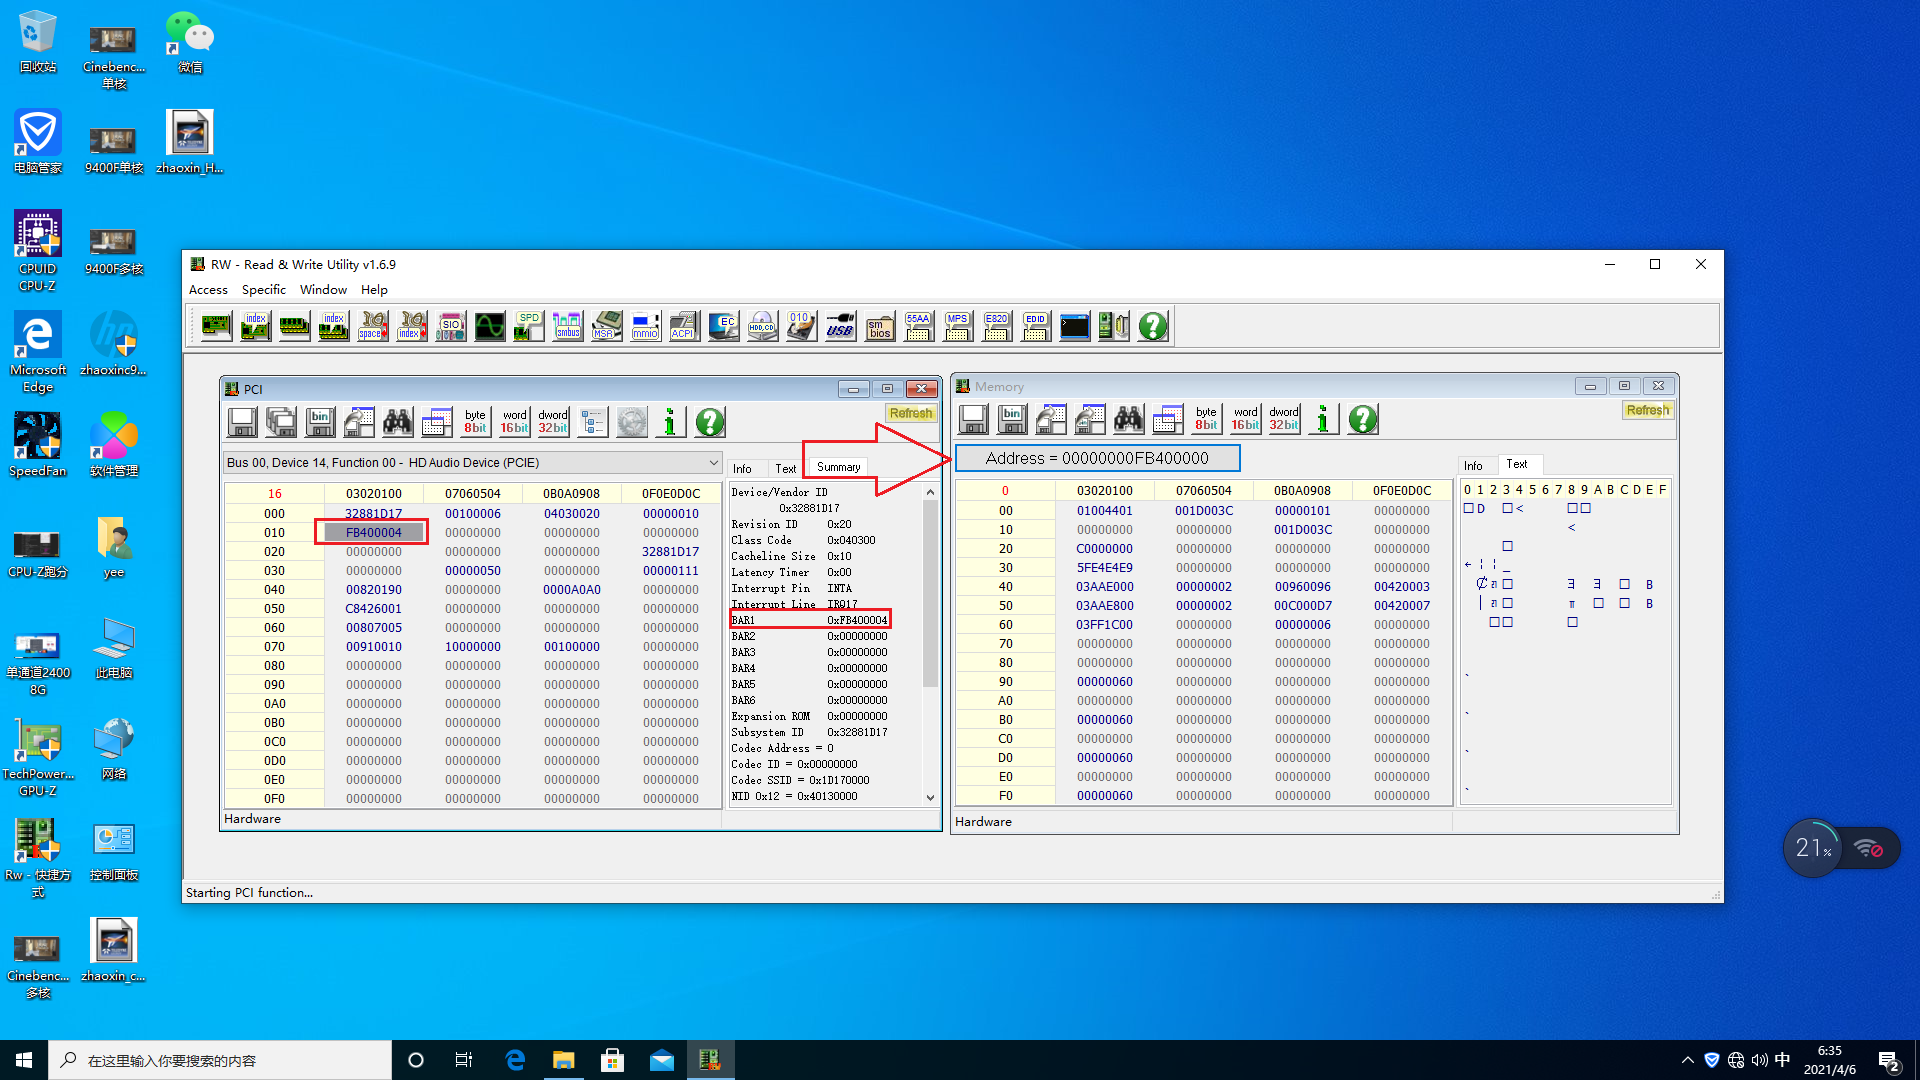 回收站
Cinebenc...
单核
微信
电脑管家
9400F单核
zhaoxin_H...
CPUID
CPU-Z
9400F多核
Microsoft
Edge
zhaoxinc9...
SpeedFan
软件管理
CPU-Z跑分
yee
单通道2400
8G
此电脑
TechPower...
GPU-Z
网络
Rw - 快捷方
式
控制面板
Cinebenc...
多核
zhaoxin_c...
RW - Read & Write Utility v1.6.9
Access Specific Window Help
index index space index SIO SPD smbus MSR mmio ACPI EC HDD,CD 010 USB sm bios 55AA MPS E820 EDID
PCI
bin byte 8bit word 16bit dword 32bit Refresh
Bus 00, Device 14, Function 00 - HD Audio Device (PCIE)
Info Text Summary
16 03020100 07060504 0B0A0908 0F0E0D0C
000 32881D17 00100006 04030020 00000010
010 FB400004 00000000 00000000 00000000
020 00000000 00000000 00000000 32881D17
030 00000000 00000050 00000000 00000111
040 00820190 00000000 0000A0A0 00000000
050 C8426001 00000000 00000000 00000000
060 00807005 00000000 00000000 00000000
070 00910010 10000000 00100000 00000000
080 00000000 00000000 00000000 00000000
090 00000000 00000000 00000000 00000000
0A0 00000000 00000000 00000000 00000000
0B0 00000000 00000000 00000000 00000000
0C0 00000000 00000000 00000000 00000000
0D0 00000000 00000000 00000000 00000000
0E0 00000000 00000000 00000000 00000000
0F0 00000000 00000000 00000000 00000000
Hardware
Device/Vendor ID
0x32881D17
Revision ID 0x20
Class Code 0x040300
Cacheline Size 0x10
Latency Timer 0x00
Interrupt Pin INTA
Interrupt Line IRQ17
BAR1 0xFB400004
BAR2 0x00000000
BAR3 0x00000000
BAR4 0x00000000
BAR5 0x00000000
BAR6 0x00000000
Expansion ROM 0x00000000
Subsystem ID 0x32881D17
Codec Address = 0
Codec ID = 0x00000000
Codec SSID = 0x1D170000
NID 0x12 = 0x40130000
Memory
bin byte 8bit word 16bit dword 32bit Refresh
Address = 00000000FB400000
Info Text
0 03020100 07060504 0B0A0908 0F0E0D0C
00 01004401 001D003C 00000101 00000000
10 00000000 00000000 001D003C 00000000
20 C0000000 00000000 00000000 00000000
30 5FE4E4E9 00000000 00000000 00000000
40 03AAE000 00000002 00960096 00420003
50 03AAE800 00000002 00C000D7 00420007
60 03FF1C00 00000000 00000006 00000000
70 00000000 00000000 00000000 00000000
80 00000000 00000000 00000000 00000000
90 00000060 00000000 00000000 00000000
A0 00000000 00000000 00000000 00000000
B0 00000060 00000000 00000000 00000000
C0 00000000 00000000 00000000 00000000
D0 00000060 00000000 00000000 00000000
E0 00000000 00000000 00000000 00000000
F0 00000060 00000000 00000000 00000000
0 1 2 3 4 5 6 7 8 9 A B C D E F
□ D □ < □ □
<
□
□ B
□ □ □ B
□ □ □
Hardware
Starting PCI function...
21%
在这里输入你要搜索的内容
中
6:35
2021/4/6
2